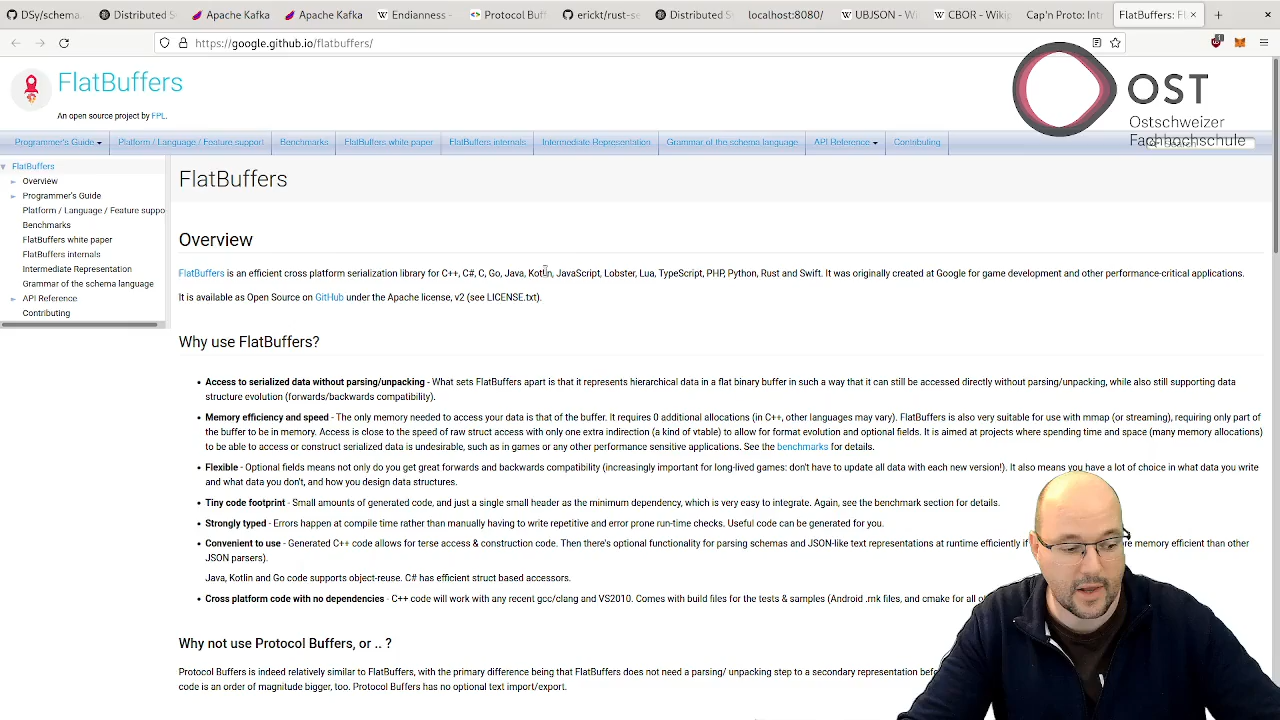 DSy/schema.
Distributed S
Apache Kafka
Apache Kafka
Endianness -
Protocol Buf
erickt/rust-se
Distributed Sy
localhost:8080/
UBJSON - Wi
CBOR - Wikip
Cap'n Proto: Int
FlatBuffers: Fl
https://google.github.io/flatbuffers/
FlatBuffers
An open source project by FPL.
OST
Ostschweizer
Fachhochschule
Programmer's Guide
Platform / Language / Feature support
Benchmarks
FlatBuffers white paper
FlatBuffers internals
Intermediate Representation
Grammar of the schema language
API Reference
Contributing
FlatBuffers
Overview
Programmer's Guide
Platform / Language / Feature suppo
Benchmarks
FlatBuffers white paper
FlatBuffers internals
Intermediate Representation
Grammar of the schema language
API Reference
Contributing
FlatBuffers
Overview
FlatBuffers is an efficient cross platform serialization library for C++, C#, C, Go, Java, Kotlin, JavaScript, Lobster, Lua, TypeScript, PHP, Python, Rust and Swift. It was originally created at Google for game development and other performance-critical applications.
It is available as Open Source on GitHub under the Apache license, v2 (see LICENSE.txt).
Why use FlatBuffers?
• Access to serialized data without parsing/unpacking - What sets FlatBuffers apart is that it represents hierarchical data in a flat binary buffer in such a way that it can still be accessed directly without parsing/unpacking, while also still supporting data
structure evolution (forwards/backwards compatibility).
• Memory efficiency and speed - The only memory needed to access your data is that of the buffer. It requires 0 additional allocations (in C++, other languages may vary). FlatBuffers is also very suitable for use with mmap (or streaming), requiring only part of
the buffer to be in memory. Access is close to the speed of raw struct access with only one extra indirection (a kind of vtable) to allow for format evolution and optional fields. It is aimed at projects where spending time and space (many memory allocations)
to be able to access or construct serialized data is undesirable, such as in games or any other performance sensitive applications. See the benchmarks for details.
• Flexible - Optional fields means not only do you get great forwards and backwards compatibility (increasingly important for long-lived games: don't have to update all data with each new version!). It also means you have a lot of choice in what data you write
and what data you don't, and how you design data structures.
• Tiny code footprint - Small amounts of generated code, and just a single small header as the minimum dependency, which is very easy to integrate. Again, see the benchmark section for details.
• Strongly typed - Errors happen at compile time rather than manually having to write repetitive and error prone run-time checks. Useful code can be generated for you.
• Convenient to use - Generated C++ code allows for terse access & construction code. Then there's optional functionality for parsing schemas and JSON-like text representations at runtime efficiently if re memory efficient than other
JSON parsers).
Java, Kotlin and Go code supports object-reuse. C# has efficient struct based accessors.
• Cross platform code with no dependencies - C++ code will work with any recent gcc/clang and VS2010. Comes with build files for the tests & samples (Android .mk files, and cmake for all o
Why not use Protocol Buffers, or .. ?
Protocol Buffers is indeed relatively similar to FlatBuffers, with the primary difference being that FlatBuffers does not need a parsing/ unpacking step to a secondary representation befo
code is an order of magnitude bigger, too. Protocol Buffers has no optional text import/export.